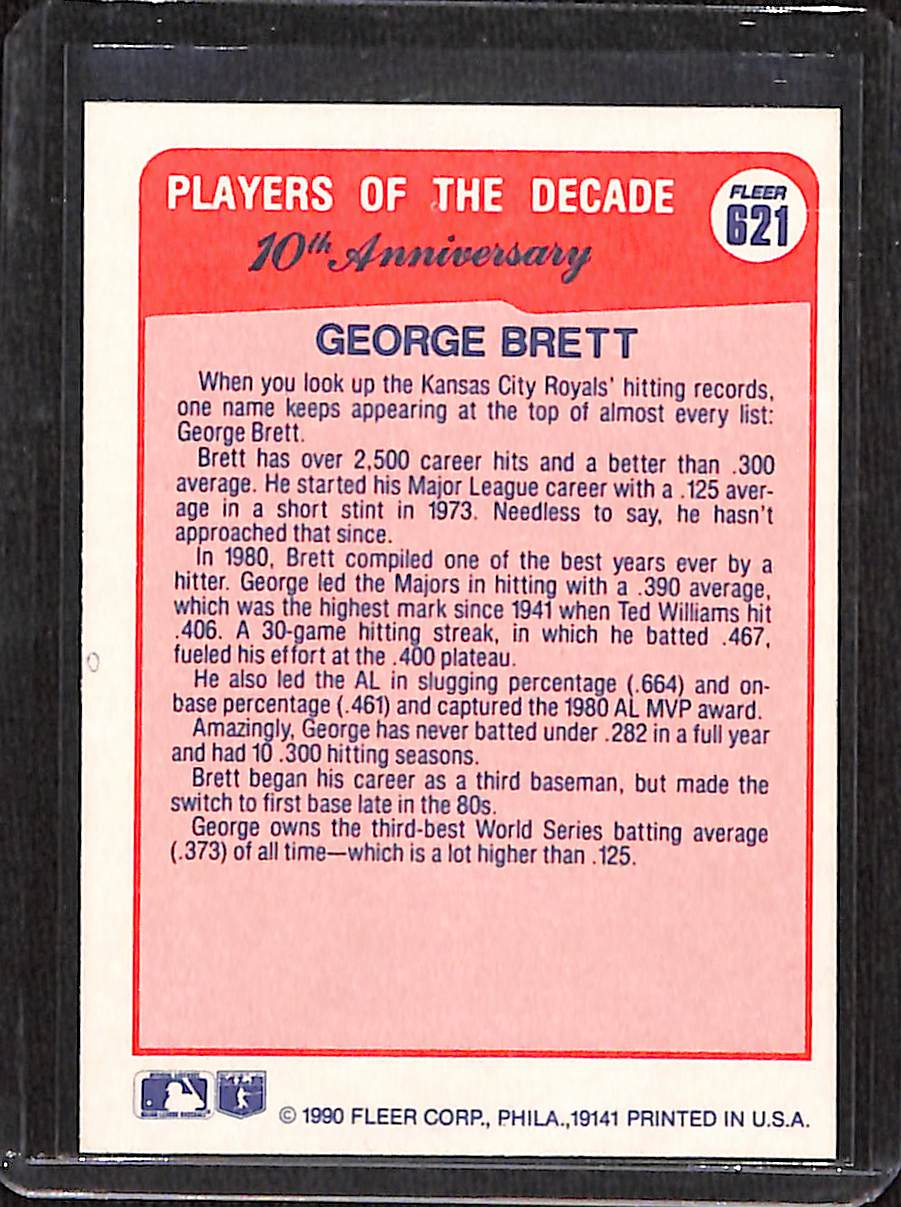 PLAYERS OF THE DECADE
FLEER
621
10th Anniversary
GEORGE BRETT
When you look up the Kansas City Royals' hitting records,
one name keeps appearing at the top of almost every list:
George Brett.
Brett has over 2,500 career hits and a better than .300
average. He started his Major League career with a .125 aver-
age in a short stint in 1973. Needless to say, he hasn't
approached that since.
In 1980, Brett compiled one of the best years ever by a
hitter. George led the Majors in hitting with a .390 average,
which was the highest mark since 1941 when Ted Williams hit
.406. A 30-game hitting streak, in which he batted .467,
fueled his effort at the .400 plateau.
He also led the AL in slugging percentage (.664) and on-
base percentage (.461) and captured the 1980 AL MVP award.
Amazingly, George has never batted under .282 in a full year
and had 10 .300 hitting seasons.
Brett began his career as a third baseman, but made the
switch to first base late in the 80s.
George owns the third-best World Series batting average
(.373) of all time—which is a lot higher than .125.
© 1990 FLEER CORP., PHILA.,19141 PRINTED IN U.S.A.